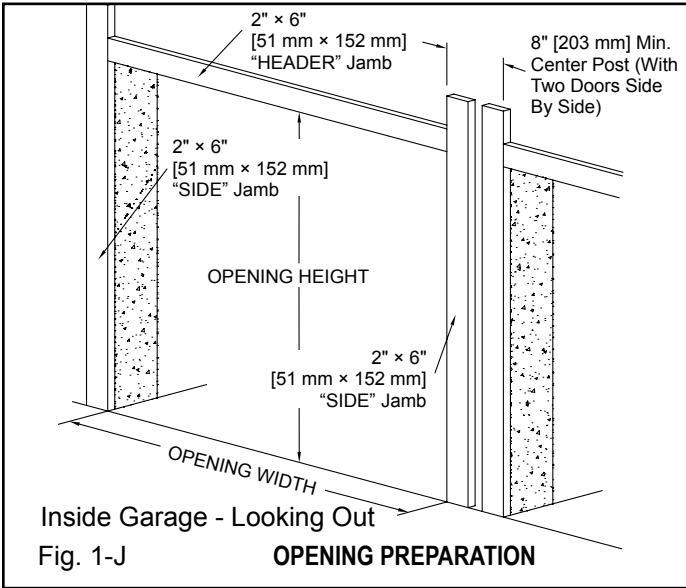 2" × 6"
[51 mm × 152 mm]
“HEADER” Jamb
8" [203 mm] Min.
Center Post (With
Two Doors Side
By Side)
2" × 6"
[51 mm × 152 mm]
“SIDE” Jamb
OPENING HEIGHT
2" × 6"
[51 mm × 152 mm]
“SIDE” Jamb
OPENING WIDTH
Inside Garage - Looking Out
Fig. 1-J OPENING PREPARATION